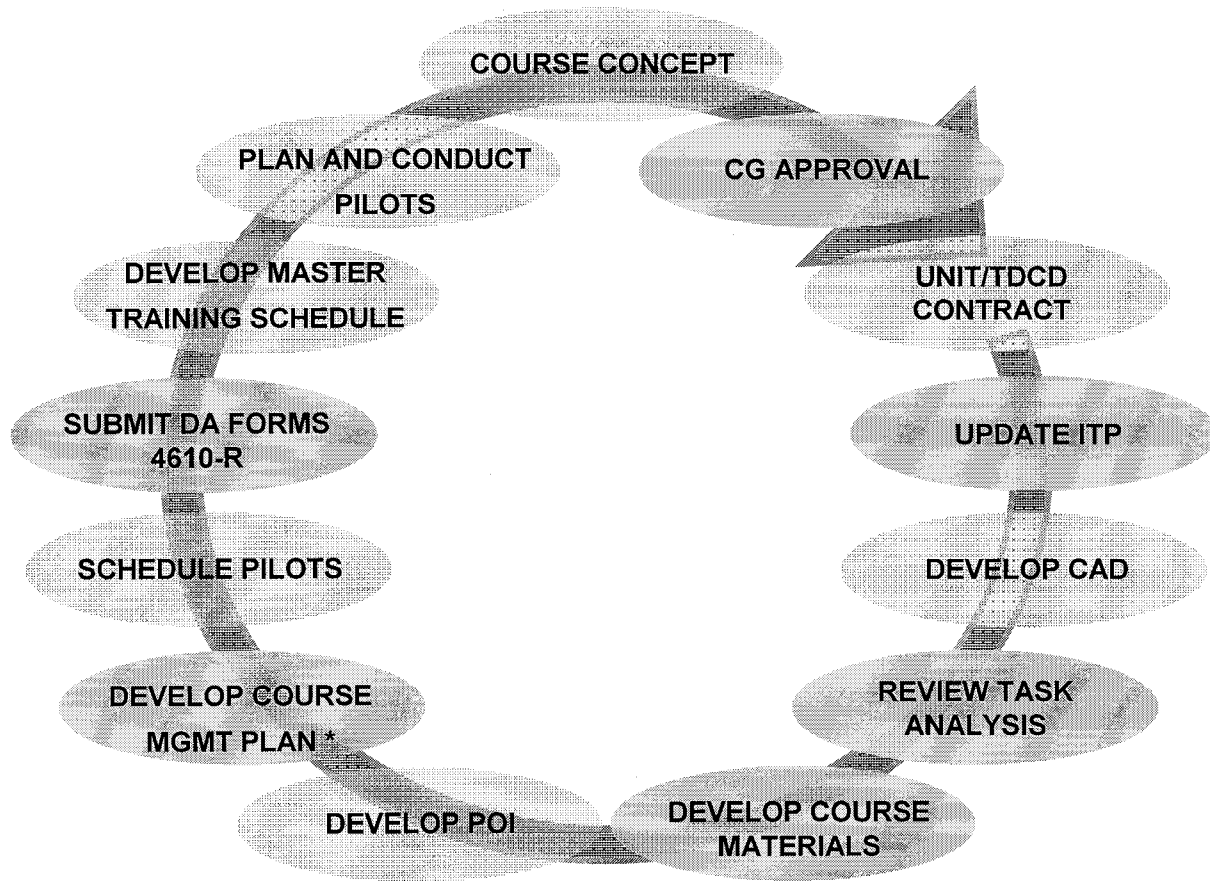 COURSE CONCEPT
CG APPROVAL
UNIT/TDCD
CONTRACT
UPDATE ITP
DEVELOP CAD
REVIEW TASK
ANALYSIS
DEVELOP COURSE
MATERIALS
DEVELOP POI
DEVELOP COURSE
MGMT PLAN *
SCHEDULE PILOTS
SUBMIT DA FORMS
4610-R
DEVELOP MASTER
TRAINING SCHEDULE
PLAN AND CONDUCT
PILOTS